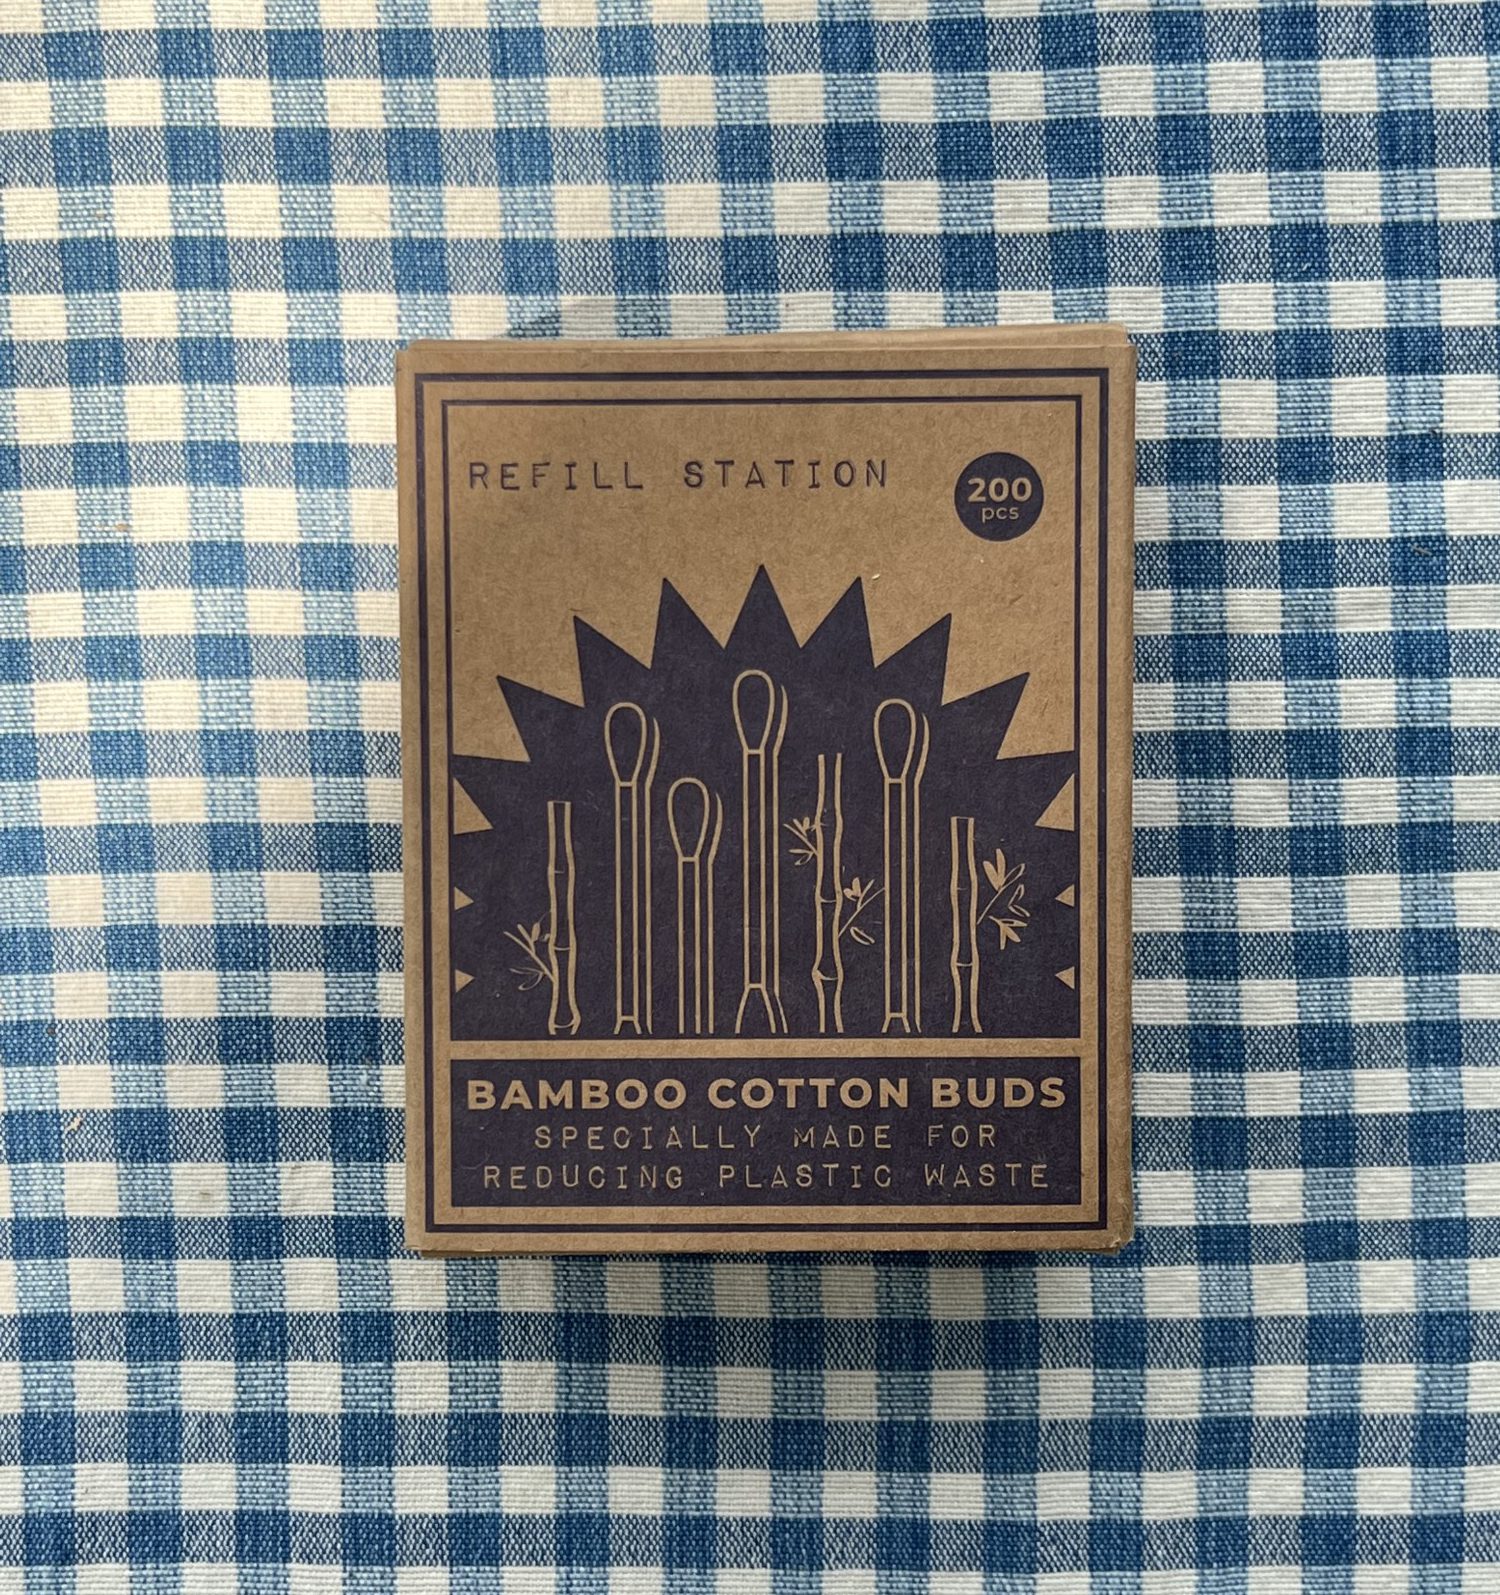 REFILL STATION
200
pcs
BAMBOO COTTON BUDS
SPECIALLY MADE FOR
REDUCING PLASTIC WASTE